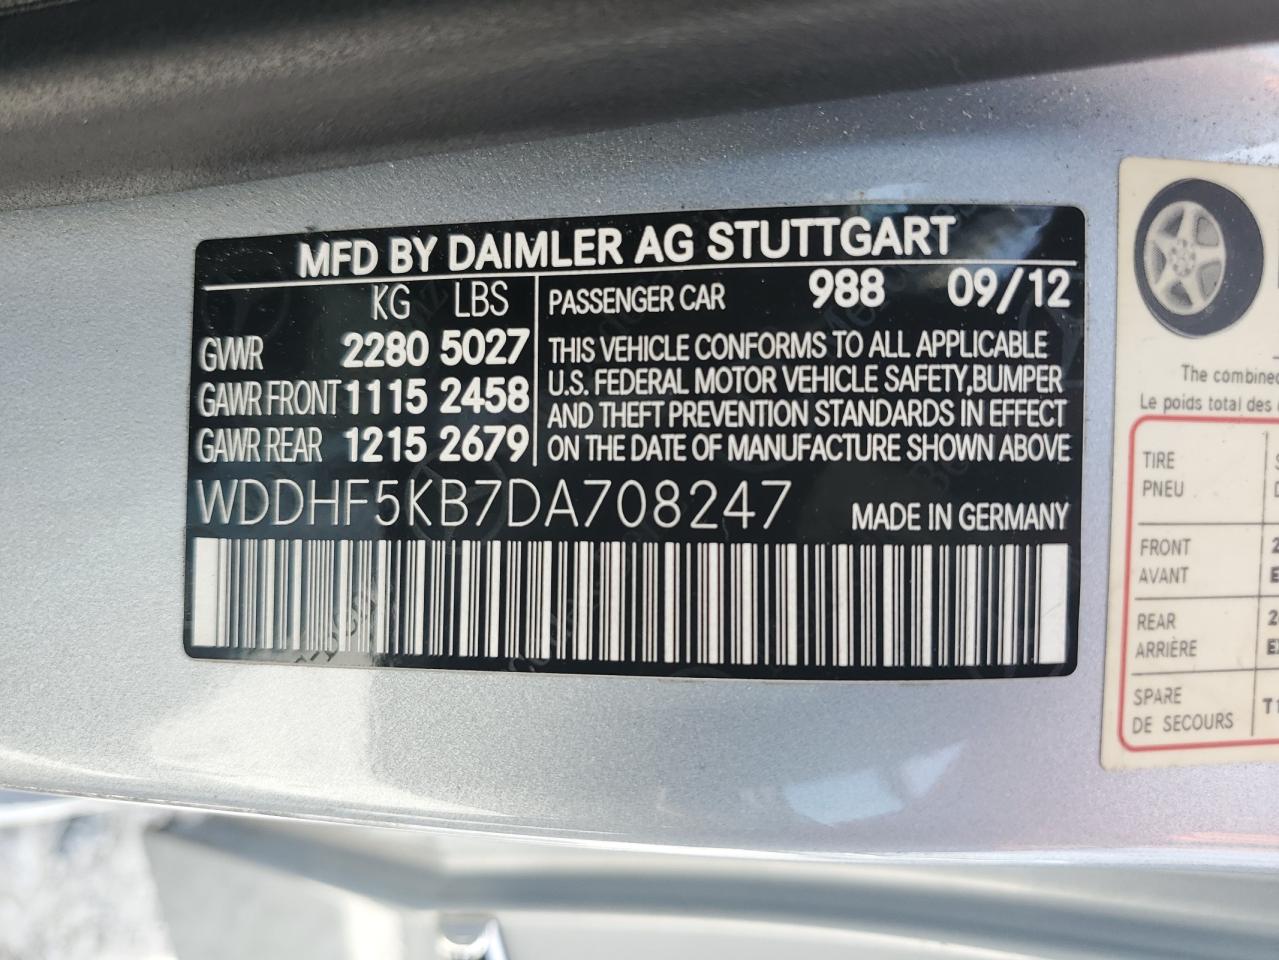 MFD BY DAIMLER AG STUTTGART
KG LBS
GVWR 2280 5027
GAWR FRONT 1115 2458
GAWR REAR 1215 2679
PASSENGER CAR 988 09/12
THIS VEHICLE CONFORMS TO ALL APPLICABLE
U.S. FEDERAL MOTOR VEHICLE SAFETY,BUMPER
AND THEFT PREVENTION STANDARDS IN EFFECT
ON THE DATE OF MANUFACTURE SHOWN ABOVE
WDDHF5KB7DA708247 MADE IN GERMANY
The combined
Le poids total des
TIRE
PNEU
FRONT
AVANT
REAR
ARRIÈRE
SPARE
DE SECOURS